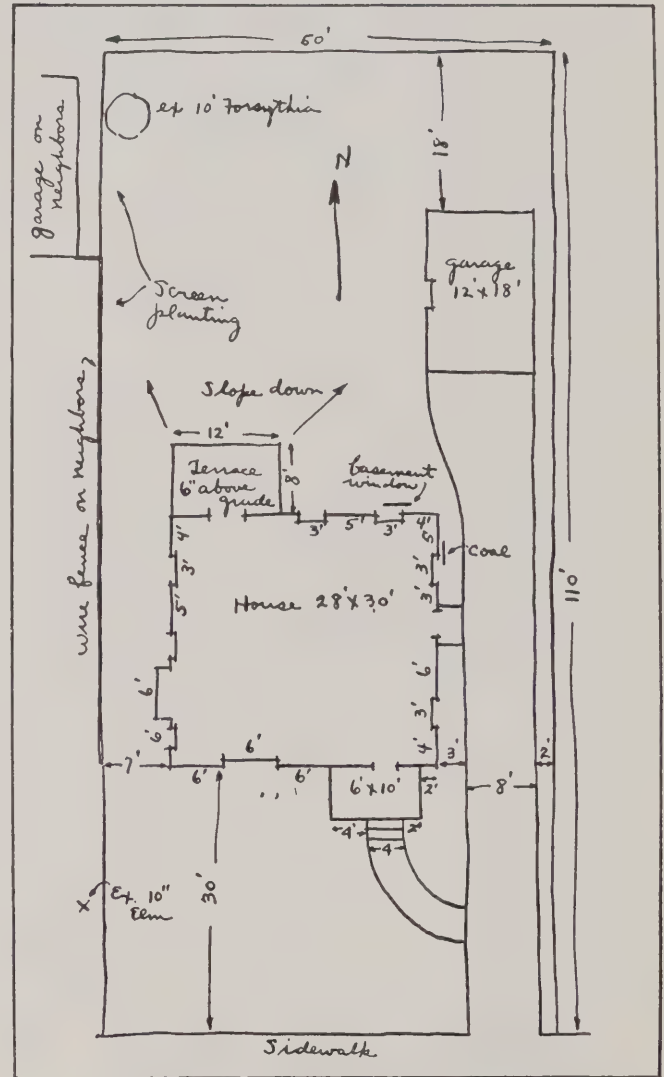 50'
ex 10' Forsythia
garage on
neighbors
18'
N
garage
12' x 18'
Screen
planting
Slope down
12'
Terrace
6" above
grade
8'
basement
window
wire fence on neighbors
4'
3'
5'
3'
4'
5'
Coal
3'
3'
3'
5'
House 28' x 30'
110'
6'
6'
6'
3'
4'
7'
6'
6'
6'
6' x 10'
2'
3'
8'
2'
4'
2'
4
30'
x
Ex. 10"
Elm
Sidewalk